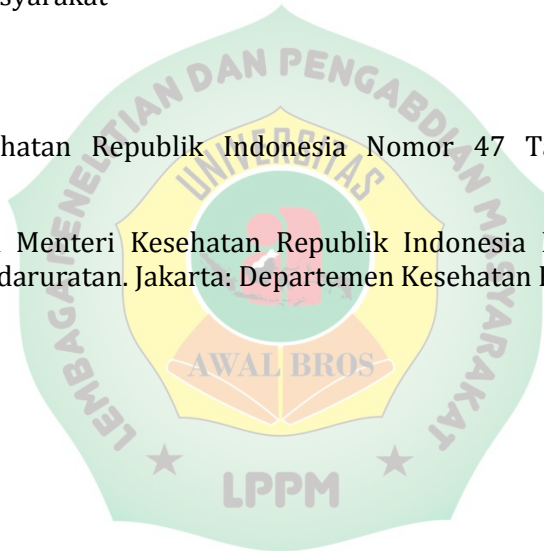 syarakat
hatan Republik Indonesia Nomor 47 Ta
Menteri Kesehatan Republik Indonesia
daruratan. Jakarta: Departemen Kesehatan
LEMBAGA PENELITIAN DAN PENGABDIAN MASYARAKAT
UNIVERSITAS
AWAL BROS
LPPM